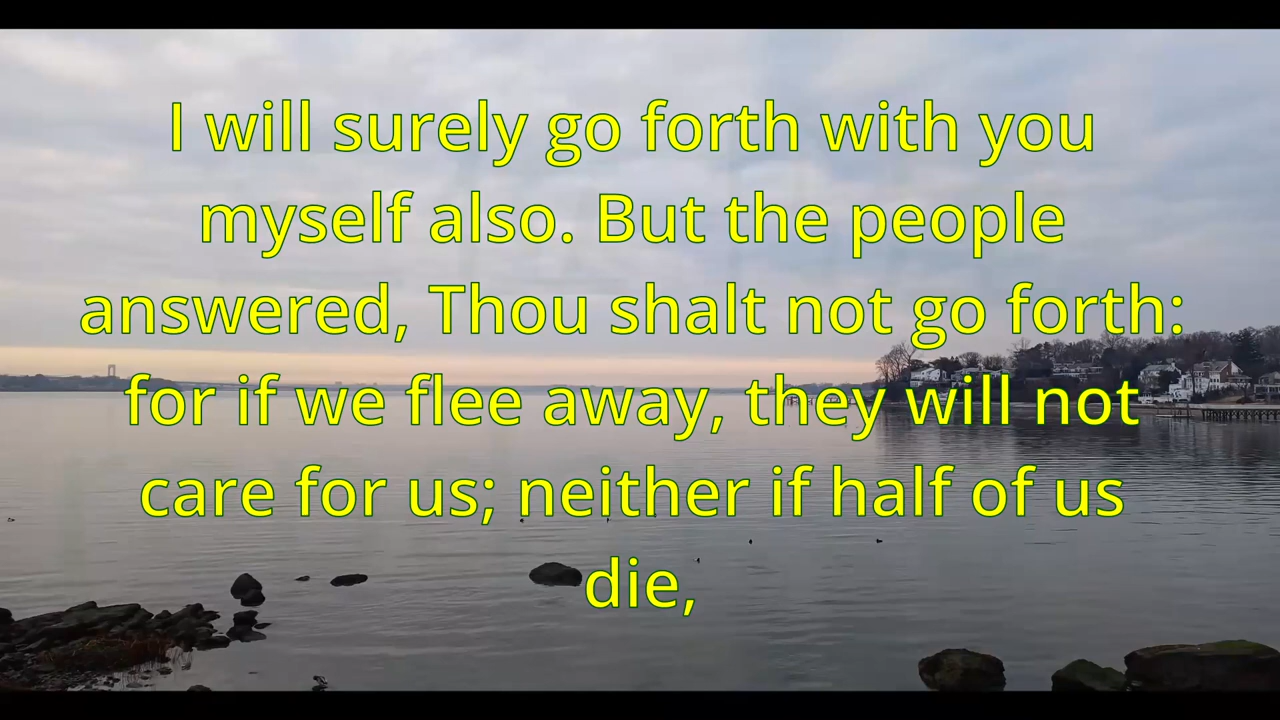 I will surely go forth with you
myself also. But the people
answered, Thou shalt not go forth:
for if we flee away, they will not
care for us; neither if half of us
die,